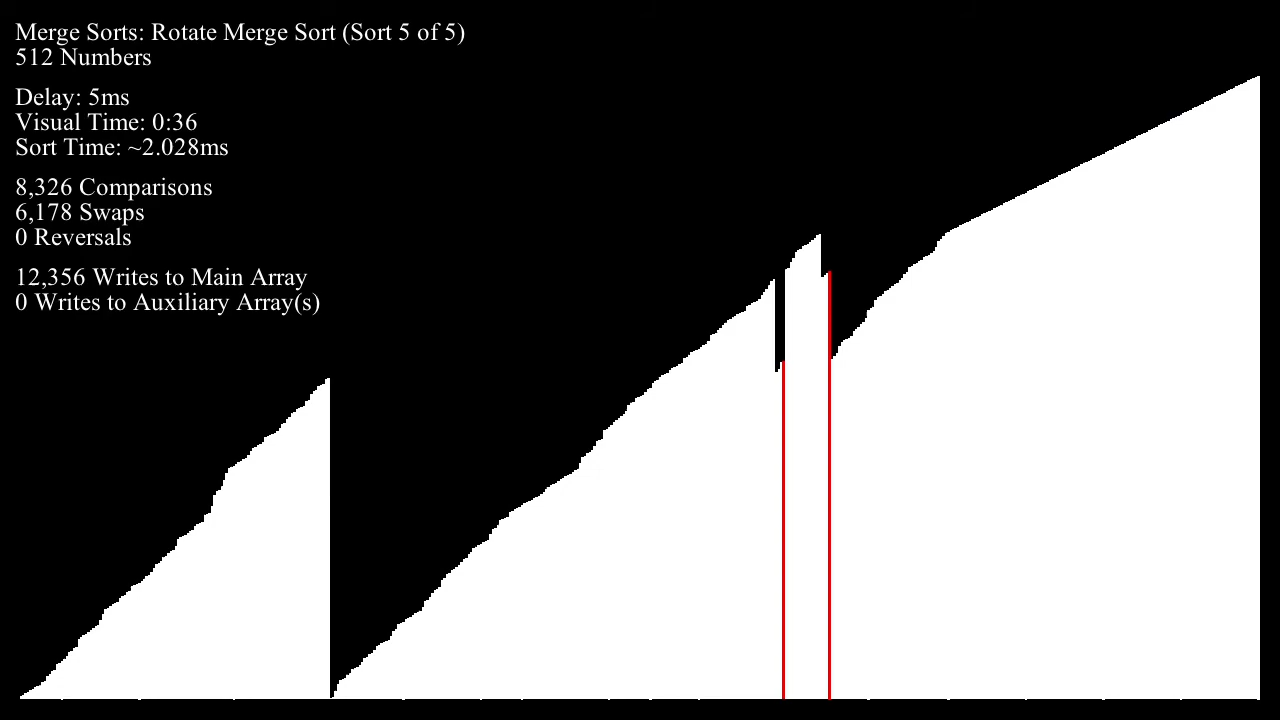 Merge Sorts: Rotate Merge Sort (Sort 5 of 5)
512 Numbers
Delay: 5ms
Visual Time: 0:36
Sort Time: ~2.028ms
8,326 Comparisons
6,178 Swaps
0 Reversals
12,356 Writes to Main Array
0 Writes to Auxiliary Array(s)